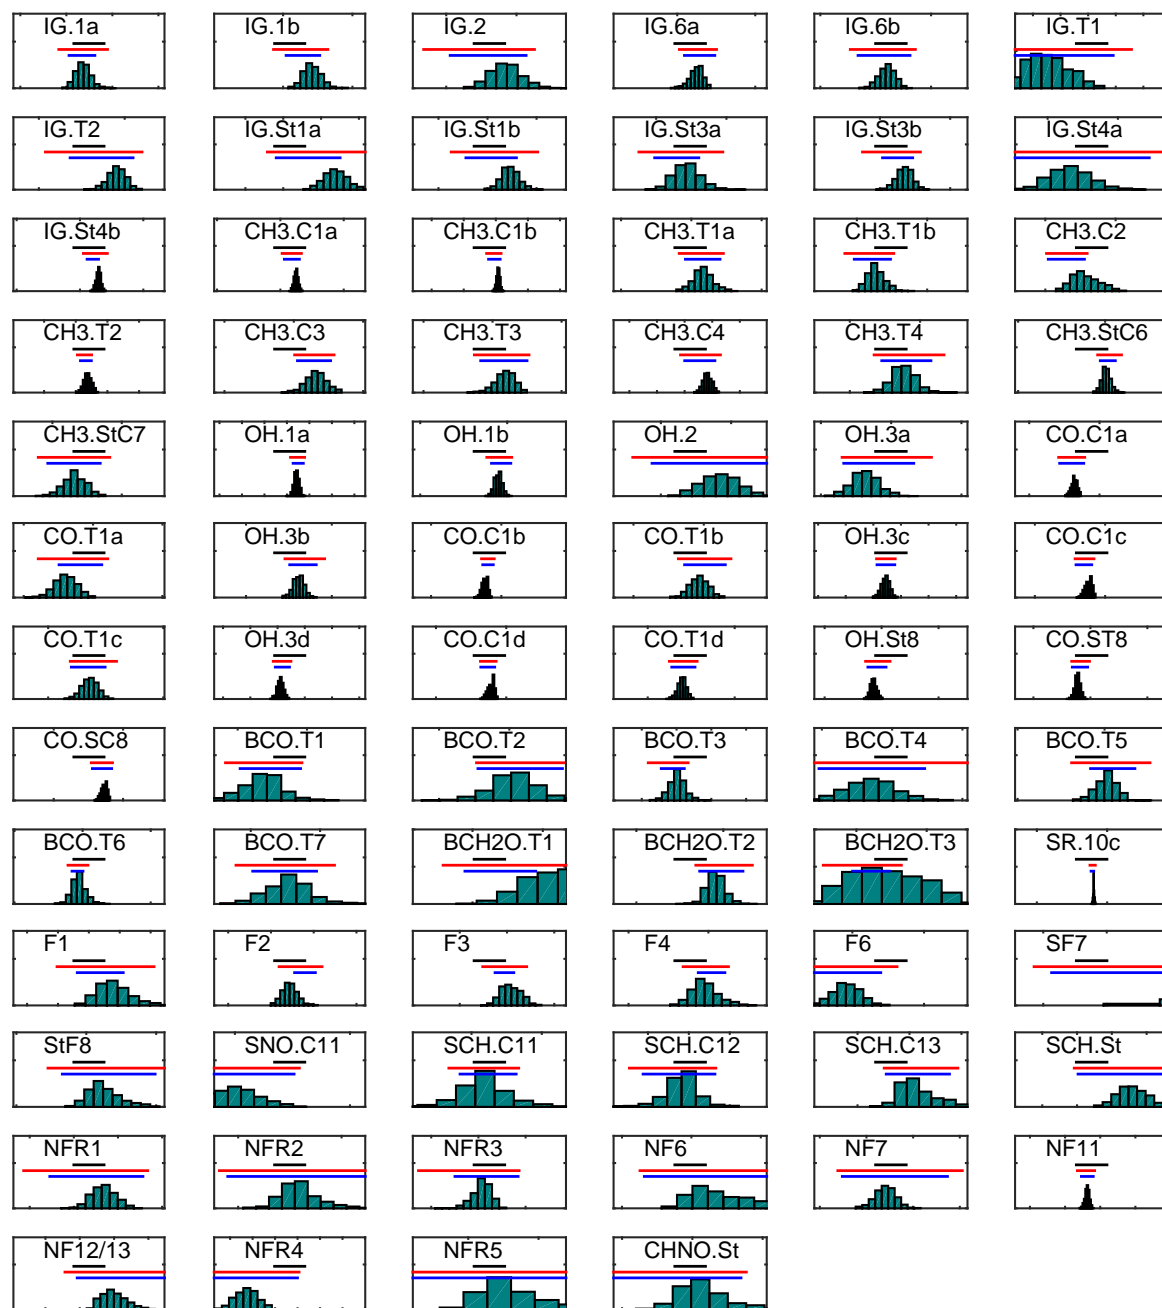 IG.1a IG.1b IG.2 IG.6a IG.6b IG.T1
IG.T2 IG.St1a IG.St1b IG.St3a IG.St3b IG.St4a
IG.St4b CH3.C1a CH3.C1b CH3.T1a CH3.T1b CH3.C2
CH3.T2 CH3.C3 CH3.T3 CH3.C4 CH3.T4 CH3.StC6
CH3.StC7 OH.1a OH.1b OH.2 OH.3a CO.C1a
CO.T1a OH.3b CO.C1b CO.T1b OH.3c CO.C1c
CO.T1c OH.3d CO.C1d CO.T1d OH.St8 CO.ST8
CO.SC8 BCO.T1 BCO.T2 BCO.T3 BCO.T4 BCO.T5
BCO.T6 BCO.T7 BCH2O.T1 BCH2O.T2 BCH2O.T3 SR.10c
F1 F2 F3 F4 F6 SF7
StF8 SNO.C11 SCH.C11 SCH.C12 SCH.C13 SCH.St
NFR1 NFR2 NFR3 NF6 NF7 NF11
NF12/13 NFR4 NFR5 CHNO.St